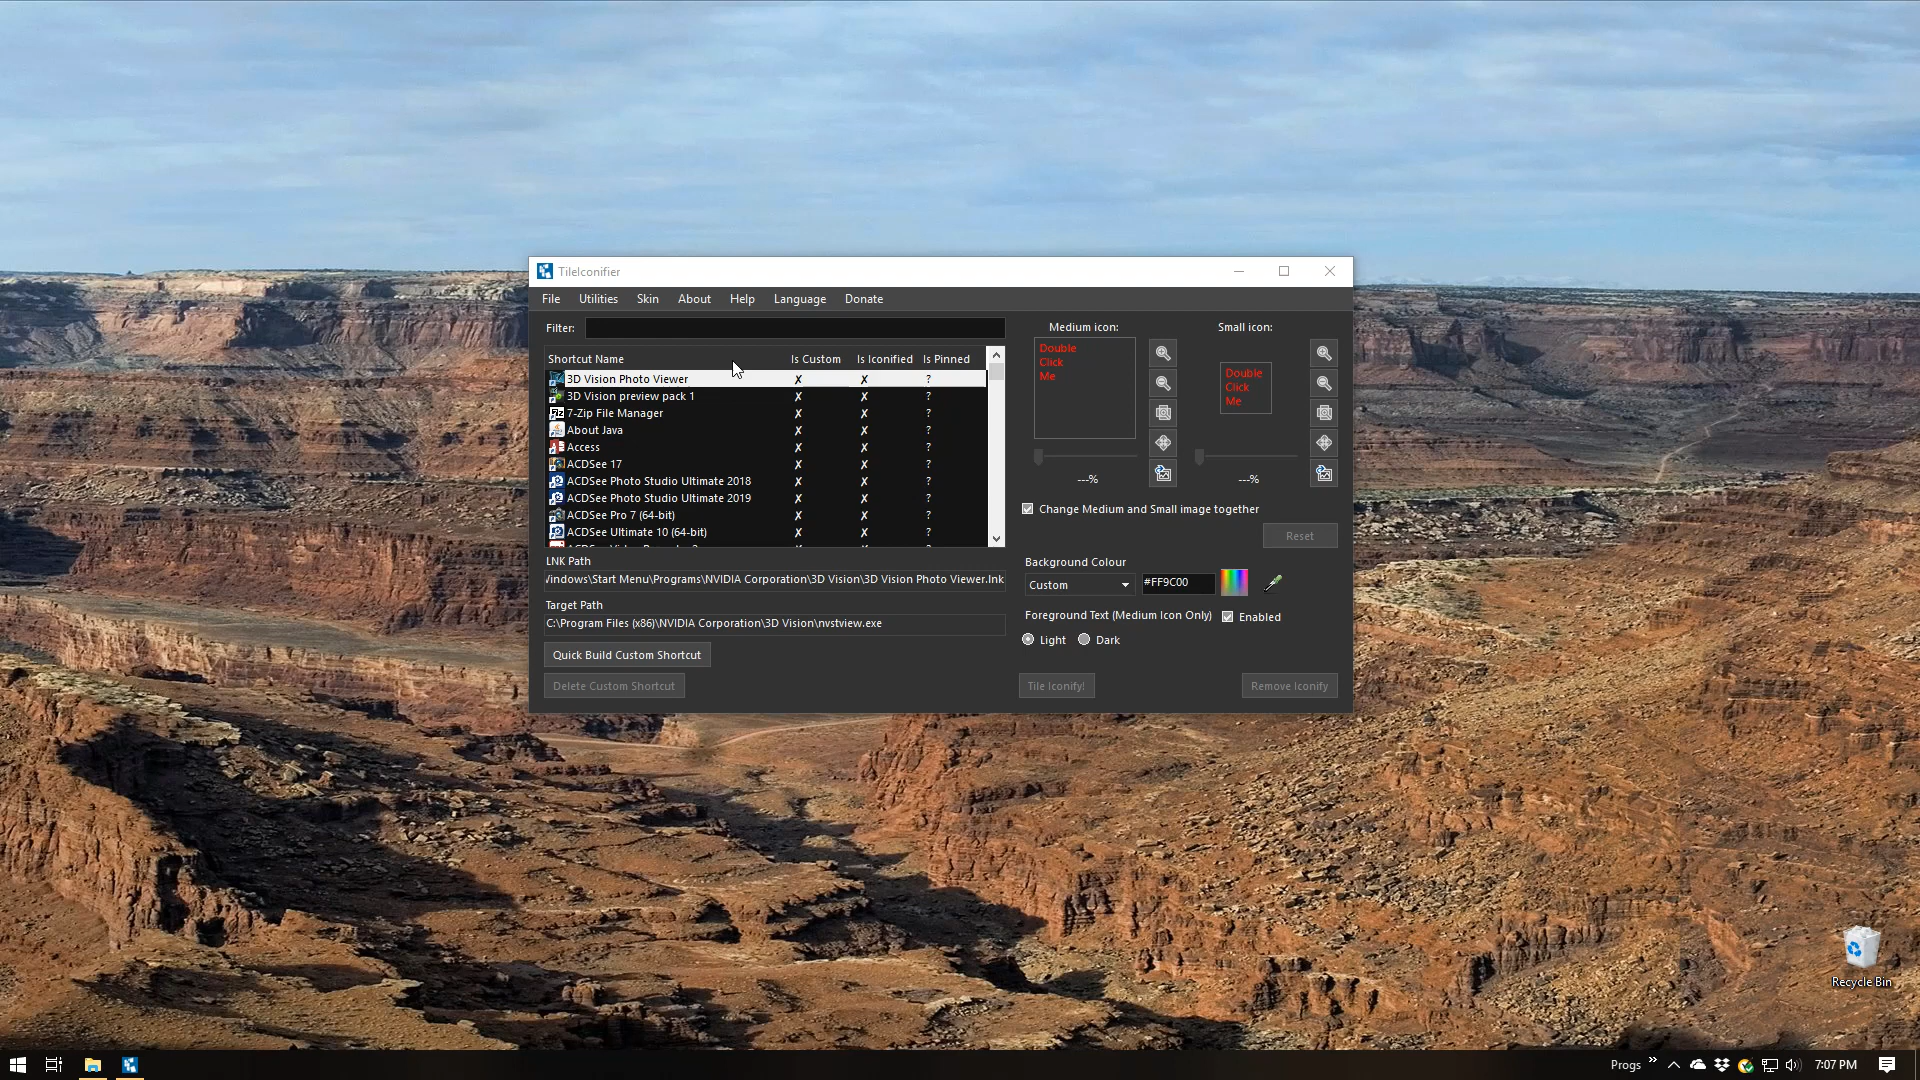 TileIconifier
File Utilities Skin About Help Language Donate
Filter:
Shortcut Name Is Custom Is Iconified Is Pinned
3D Vision Photo Viewer ✗ ✗ ?
3D Vision preview pack 1 ✗ ✗ ?
7-Zip File Manager ✗ ✗ ?
About Java ✗ ✗ ?
Access ✗ ✗ ?
ACDSee 17 ✗ ✗ ?
ACDSee Photo Studio Ultimate 2018 ✗ ✗ ?
ACDSee Photo Studio Ultimate 2019 ✗ ✗ ?
ACDSee Pro 7 (64-bit) ✗ ✗ ?
ACDSee Ultimate 10 (64-bit) ✗ ✗ ?
LNK Path
Windows\Start Menu\Programs\NVIDIA Corporation\3D Vision\3D Vision Photo Viewer.lnk
Target Path
C:\Program Files (x86)\NVIDIA Corporation\3D Vision\nvstview.exe
Quick Build Custom Shortcut
Delete Custom Shortcut
Medium icon: Small icon:
Double
Click
Me
Double
Click
Me
---% ---%
Change Medium and Small image together
Reset
Background Colour
Custom #FF9C00
Foreground Text (Medium Icon Only) Enabled
Light Dark
Tile Iconify! Remove Iconify
Recycle Bin
Progs » 7:07 PM